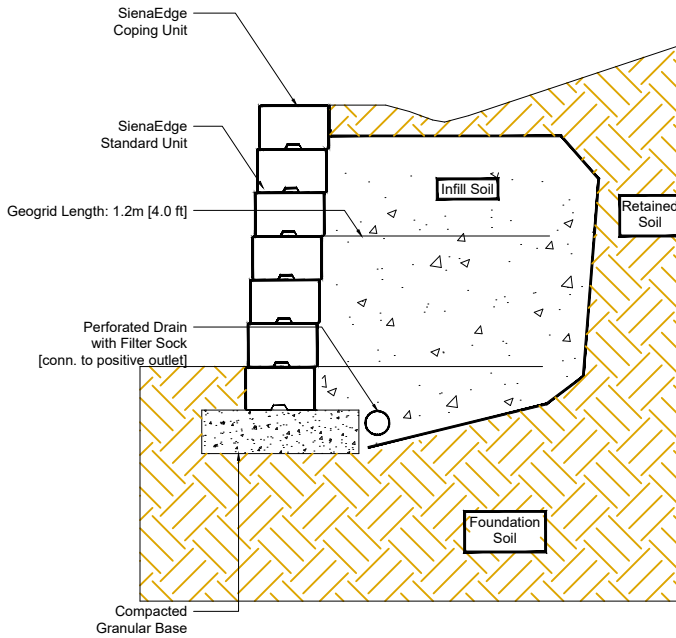 SienaEdge
Coping Unit
SienaEdge
Standard Unit
Infill Soil
Geogrid Length: 1.2m [4.0 ft]
Retained
Soil
Perforated Drain
with Filter Sock
[conn. to positive outlet]
Foundation
Soil
Compacted
Granular Base